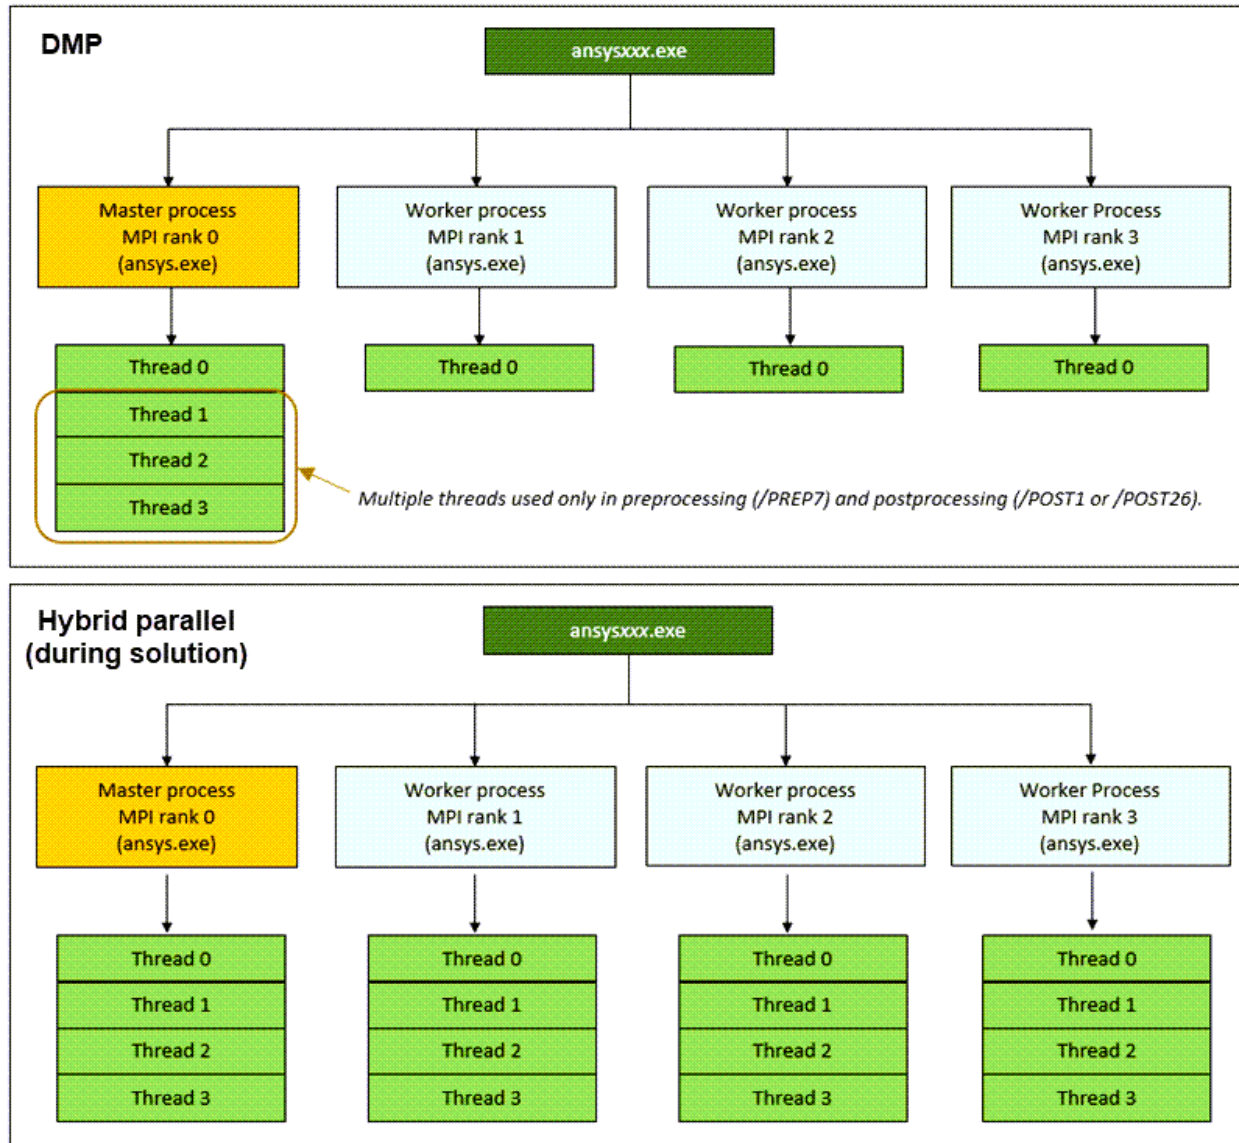 DMP
ansysxxx.exe
Master process
MPI rank 0
(ansys.exe)
Worker process
MPI rank 1
(ansys.exe)
Worker process
MPI rank 2
(ansys.exe)
Worker Process
MPI rank 3
(ansys.exe)
Thread 0
Thread 1
Thread 2
Thread 3
Thread 0
Thread 0
Thread 0
Multiple threads used only in preprocessing (/PREP7) and postprocessing (/POST1 or /POST26).
Hybrid parallel
(during solution)
ansysxxx.exe
Master process
MPI rank 0
(ansys.exe)
Worker process
MPI rank 1
(ansys.exe)
Worker process
MPI rank 2
(ansys.exe)
Worker Process
MPI rank 3
(ansys.exe)
Thread 0
Thread 1
Thread 2
Thread 3
Thread 0
Thread 1
Thread 2
Thread 3
Thread 0
Thread 1
Thread 2
Thread 3
Thread 0
Thread 1
Thread 2
Thread 3